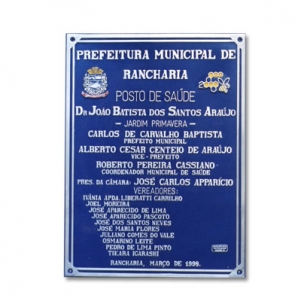 PREFEITURA MUNICIPAL DE
RANCHARIA
POSTO DE SAÚDE
DR JOÃO BATISTA DOS SANTOS ARAÚJO
— JARDIM PRIMAVERA —
CARLOS DE CARVALHO BAPTISTA
PREFEITO MUNICIPAL
ALBERTO CESAR CENTEIO DE ARAÚJO
VICE - PREFEITO
ROBERTO PEREIRA CASSIANO
COORDENADOR MUNICIPAL DE SAÚDE
PRES. DA CÂMARA: JOSÉ CARLOS APPARÍCIO
VEREADORES:
IVÂNIA APDA. LIBERATTI CARRILHO
JOEL MOREIRA
JOSÉ APARECIDO DE LIMA
JOSÉ APARECIDO PASCOTO
JOSÉ DOS SANTOS NEVES
JOSÉ MARIA FLORES
JULIANO GOMES DO VALE
OSMARINO LEITE
PEDRO DE LIMA PINTO
TIKARA IGARASHI
RANCHARIA, MARÇO DE 1999.